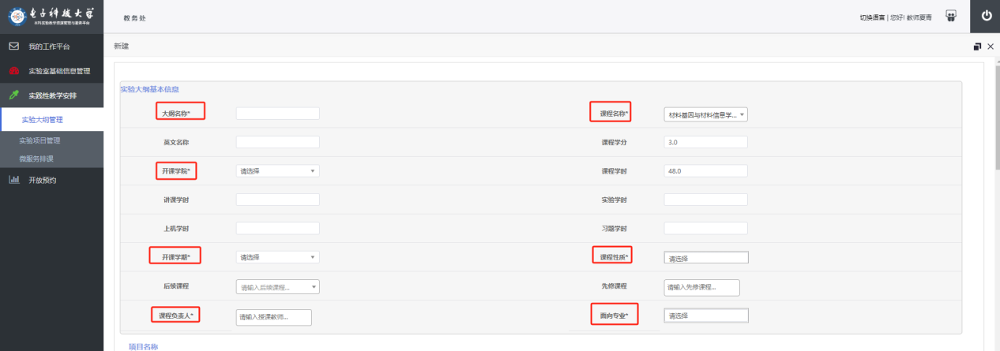 电子科技大学
本科实验教学资源管理与服务平台
教务处
切换语言 | 您好! 教师夏青
我的工作平台
实验室基础信息管理
实践性教学安排
实验大纲管理
实验项目管理
微服务排课
开放预约
新建
实验大纲基本信息
大纲名称*
课程名称* 材料基因与材料信息学...
英文名称
课程学分 3.0
开课学院* 请选择
课程学时 48.0
讲课学时
实验学时
上机学时
习题学时
开课学期* 请选择
课程性质* 请选择
后续课程 请输入后续课程...
先修课程 请输入先修课程...
课程负责人* 请输入授课教师...
面向专业* 请选择
项目名称